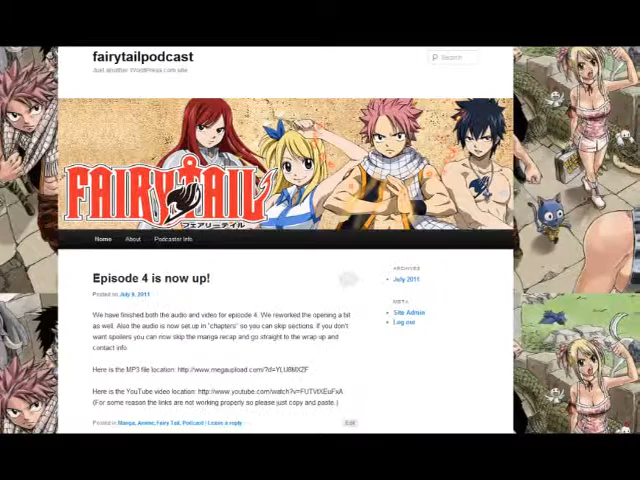 fairytailpodcast
Just another WordPress.com site
Search
FAIRY TAIL
フェアリーテイル
Home About Podcaster Info
Episode 4 is now up!
Posted on July 9, 2011
We have finished both the audio and video for episode 4. We reworked the opening a bit
as well. Also the audio is now set up in "chapters" so you can skip sections. If you don't
want spoilers you can now skip the manga recap and go straight to the wrap up and
contact info.
Here is the MP3 file location: http://www.megaupload.com/?d=
Here is the YouTube video location: http://www.youtube.com/watch?v=
(For some reason the links are not working properly so please just copy and paste.)
Posted in Manga, Anime, Fairy Tail, Podcast | Leave a reply
Edit
ARCHIVES
July 2011
META
Site Admin
Log out